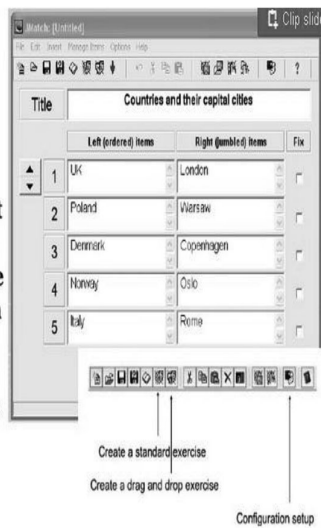 Clip slide
JMatch: [Untitled]
File Edit Insert Manage Items Options Help
Title Countries and their capital cities
Left (ordered) items Right (jumbled) items Fix
1 UK London
2 Poland Warsaw
3 Denmark Copenhagen
4 Norway Oslo
5 Italy Rome
Create a standard exercise
Create a drag and drop exercise
Configuration setup